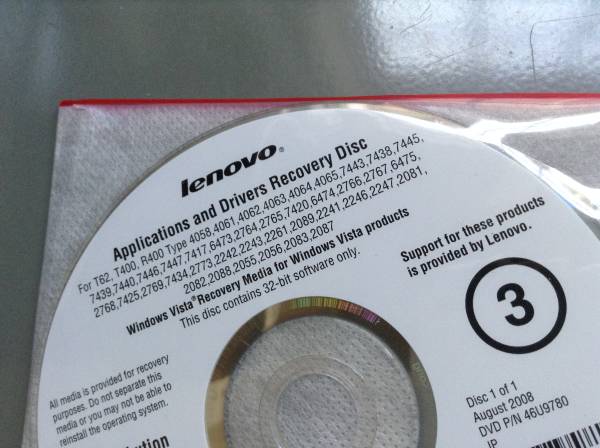 lenovo®
Applications and Drivers Recovery Disc
For T62, T400, R400 Type 4058,4061,4062,4063,4064,4065,7443,7438,7445,
7439,7440,7446,7447,7417,6473,2764,2765,7420,6474,2766,2767,6475,
2768,7425,2769,7434,2773,2242,2243,2261,2089,2241,2246,2247,2081,
2082,2088,2055,2056,2083,2087
Windows Vista® Recovery Media for Windows Vista products
This disc contains 32-bit software only.
Support for these products
is provided by Lenovo.
3
All media is provided for recovery
purposes. Do not separate this
media or you may not be able to
reinstall the operating system.
Disc 1 of 1
August 2008
DVD P/N 46U9780
JP